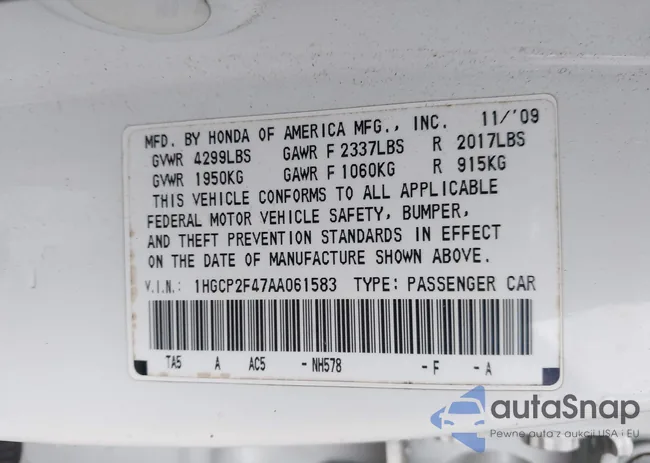 MFD. BY HONDA OF AMERICA MFG., INC. 11/'09
GVWR 4299LBS GAWR F 2337LBS R 2017LBS
GVWR 1950KG GAWR F 1060KG R 915KG
THIS VEHICLE CONFORMS TO ALL APPLICABLE
FEDERAL MOTOR VEHICLE SAFETY, BUMPER,
AND THEFT PREVENTION STANDARDS IN EFFECT
ON THE DATE OF MANUFACTURE SHOWN ABOVE.
V.I.N.: 1HGCP2F47AA061583 TYPE: PASSENGER CAR
TA5 A AC5 - NH578 - F - A
autaSnap
Pewne auta z aukcji USA i EU